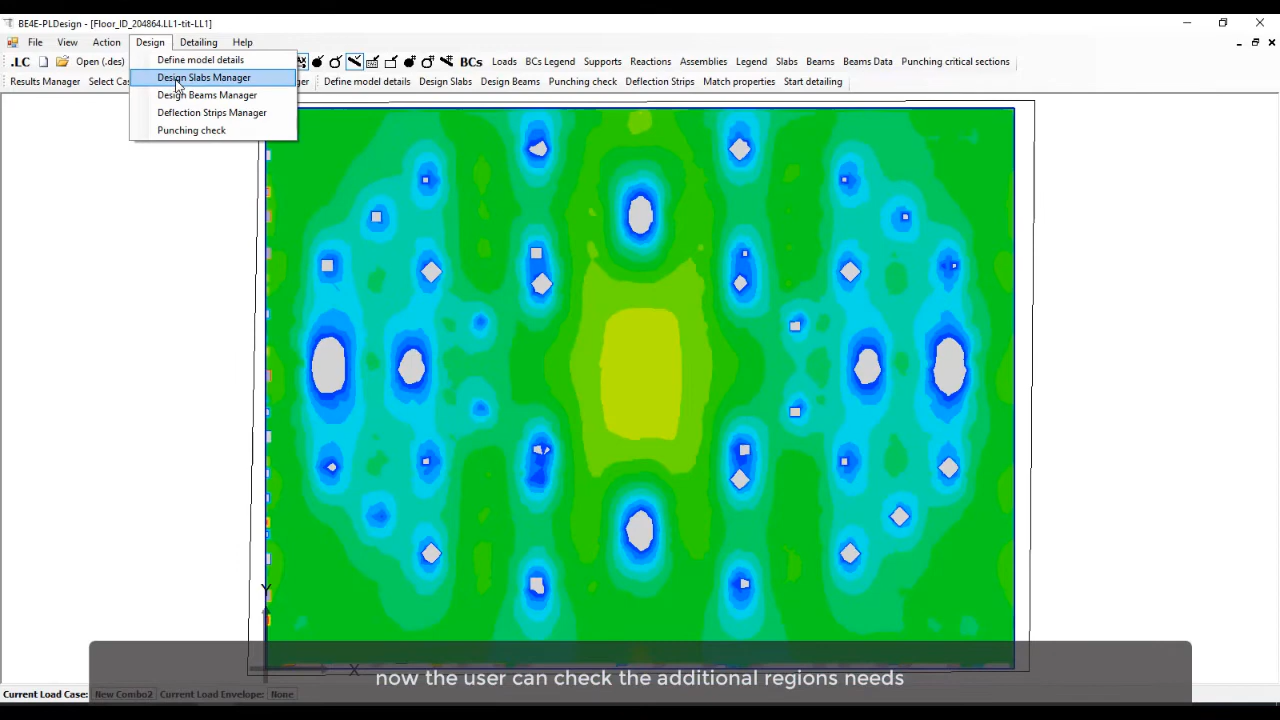 BE4E-PLDesign - [Floor_ID_204864.LL1-tit-LL1]
File View Action Design Detailing Help
.LC Open (.des) BCs Loads BCs Legend Supports Reactions Assemblies Legend Slabs Beams Beams Data Punching critical sections
Results Manager Select Cas Define model details Design Slabs Design Beams Punching check Deflection Strips Match properties Start detailing
Define model details
Design Slabs Manager
Design Beams Manager
Deflection Strips Manager
Punching check
Y
X
now the user can check the additional regions needs
Current Load Case: New Combo2 Current Load Envelope: None